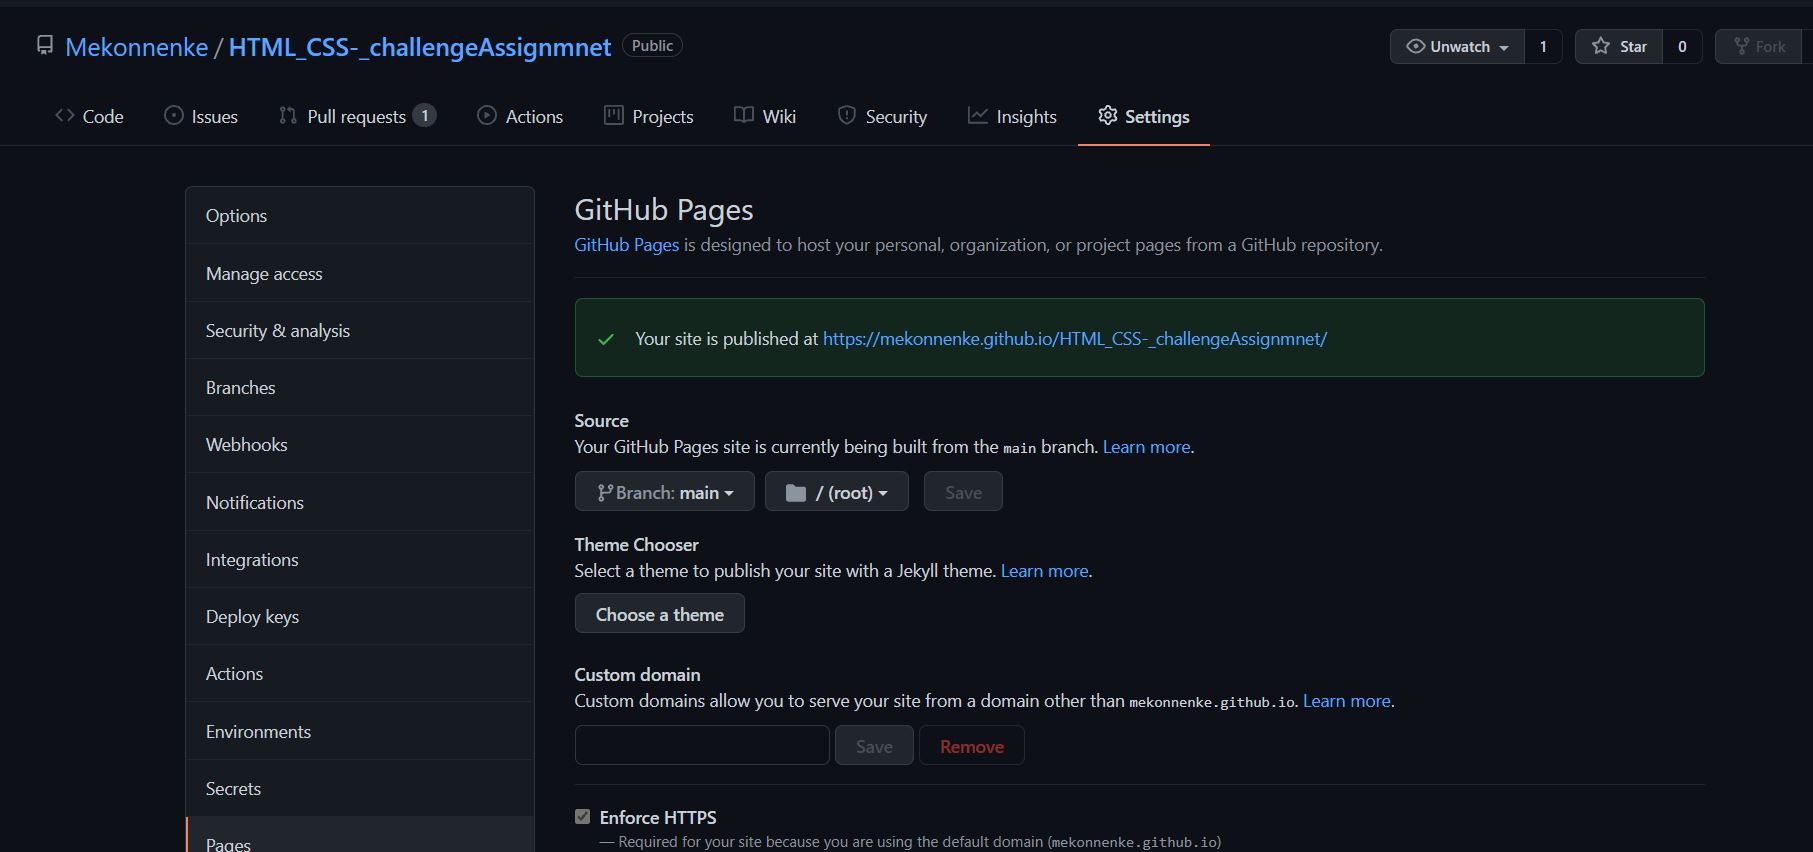 Mekonnenke / HTML_CSS-_challengeAssignmnet Public
Unwatch 1 Star 0 Fork
Code Issues Pull requests 1 Actions Projects Wiki Security Insights Settings
Options
Manage access
Security & analysis
Branches
Webhooks
Notifications
Integrations
Deploy keys
Actions
Environments
Secrets
Pages
GitHub Pages
GitHub Pages is designed to host your personal, organization, or project pages from a GitHub repository.
Your site is published at https://mekonnenke.github.io/HTML_CSS-_challengeAssignmnet/
Source
Your GitHub Pages site is currently being built from the main branch. Learn more.
Branch: main / (root) Save
Theme Chooser
Select a theme to publish your site with a Jekyll theme. Learn more.
Choose a theme
Custom domain
Custom domains allow you to serve your site from a domain other than mekonnenke.github.io. Learn more.
Save Remove
Enforce HTTPS
— Required for your site because you are using the default domain (mekonnenke.github.io)